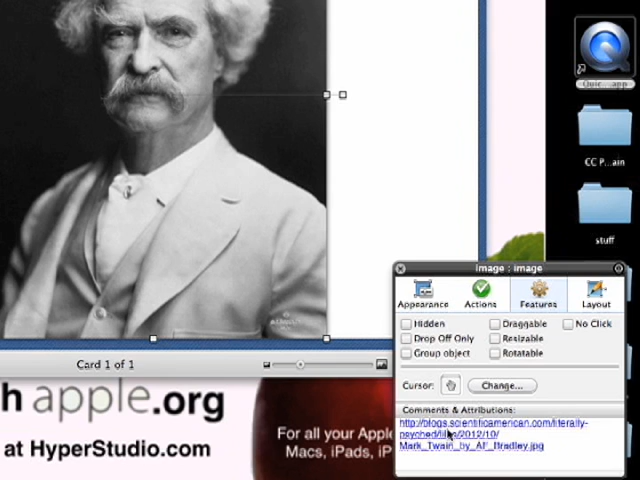 Quic...app
CC P...ain
stuff
Image : image
Appearance Actions Features Layout
Hidden Draggable No Click
Drop Off Only Resizable
Group object Rotatable
Cursor: Change...
Comments & Attributions:
http://blogs.scientificamerican.com/literally-
psyched/files/2012/10/
Mark_Twain_by_AF_Bradley.jpg
Card 1 of 1
h apple.org
at HyperStudio.com
For all your Apple
Macs, iPads, iP